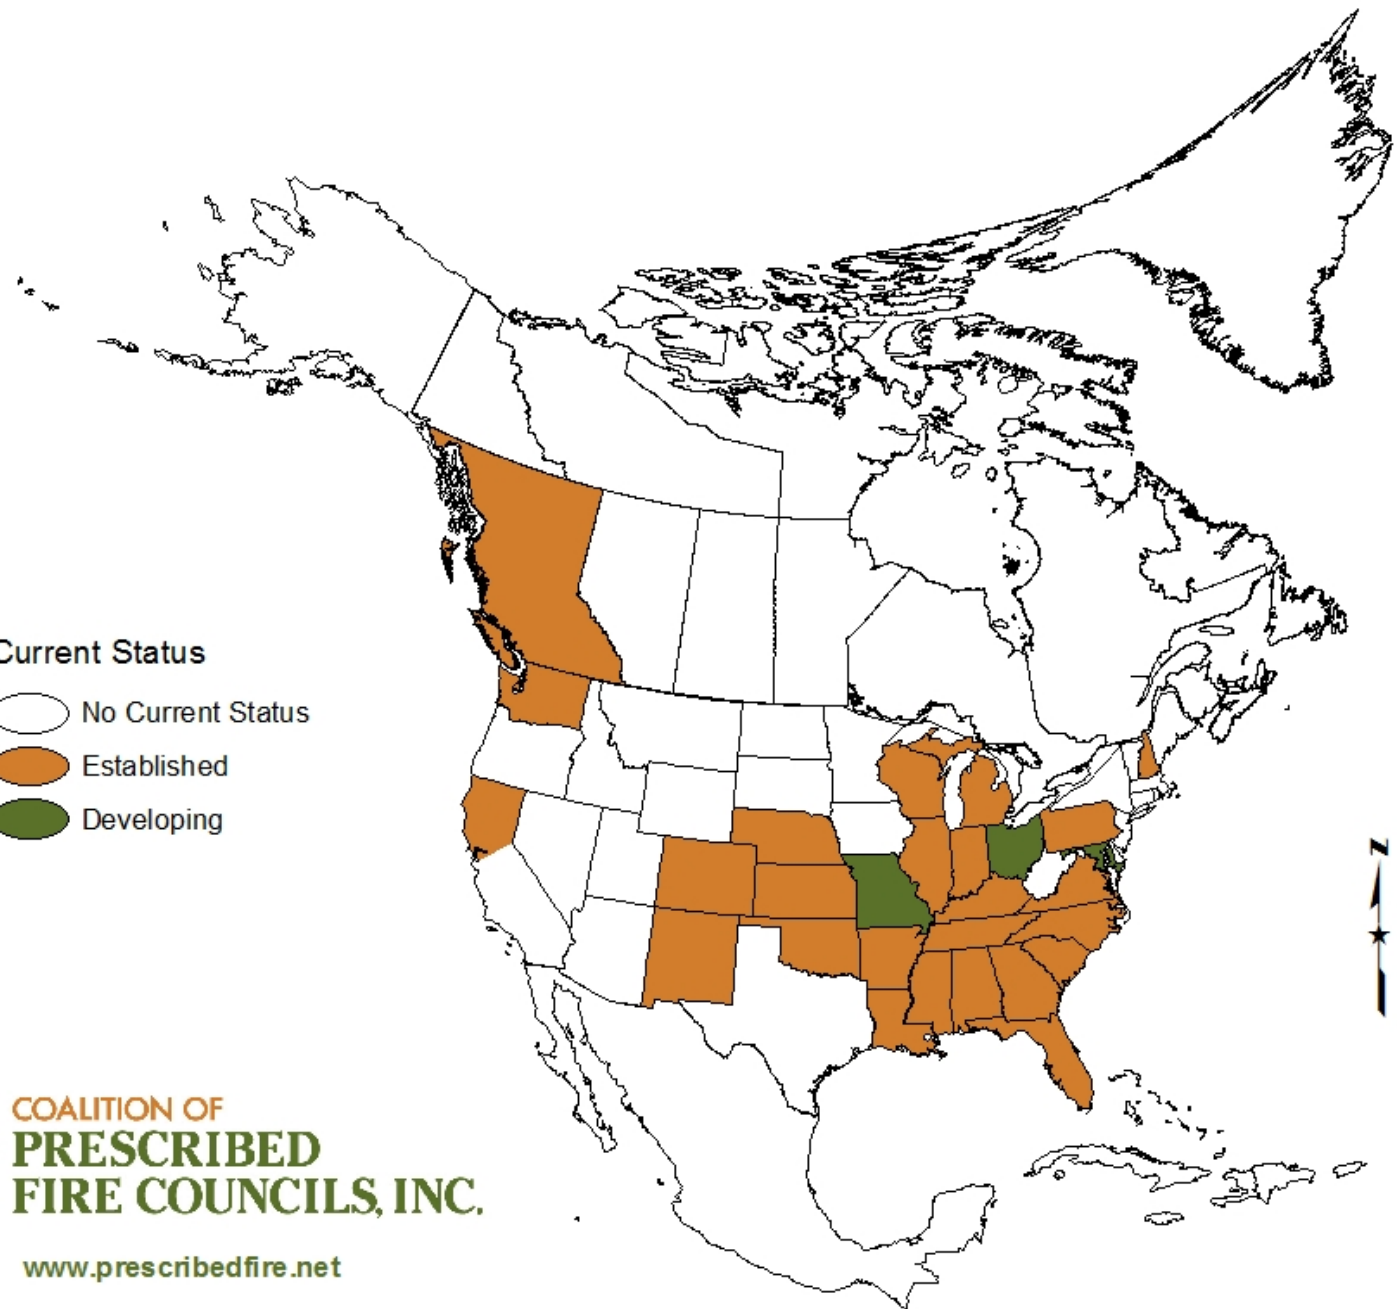 Current Status
No Current Status
Established
Developing
N
COALITION OF
PRESCRIBED
FIRE COUNCILS, INC.
www.prescribedfire.net